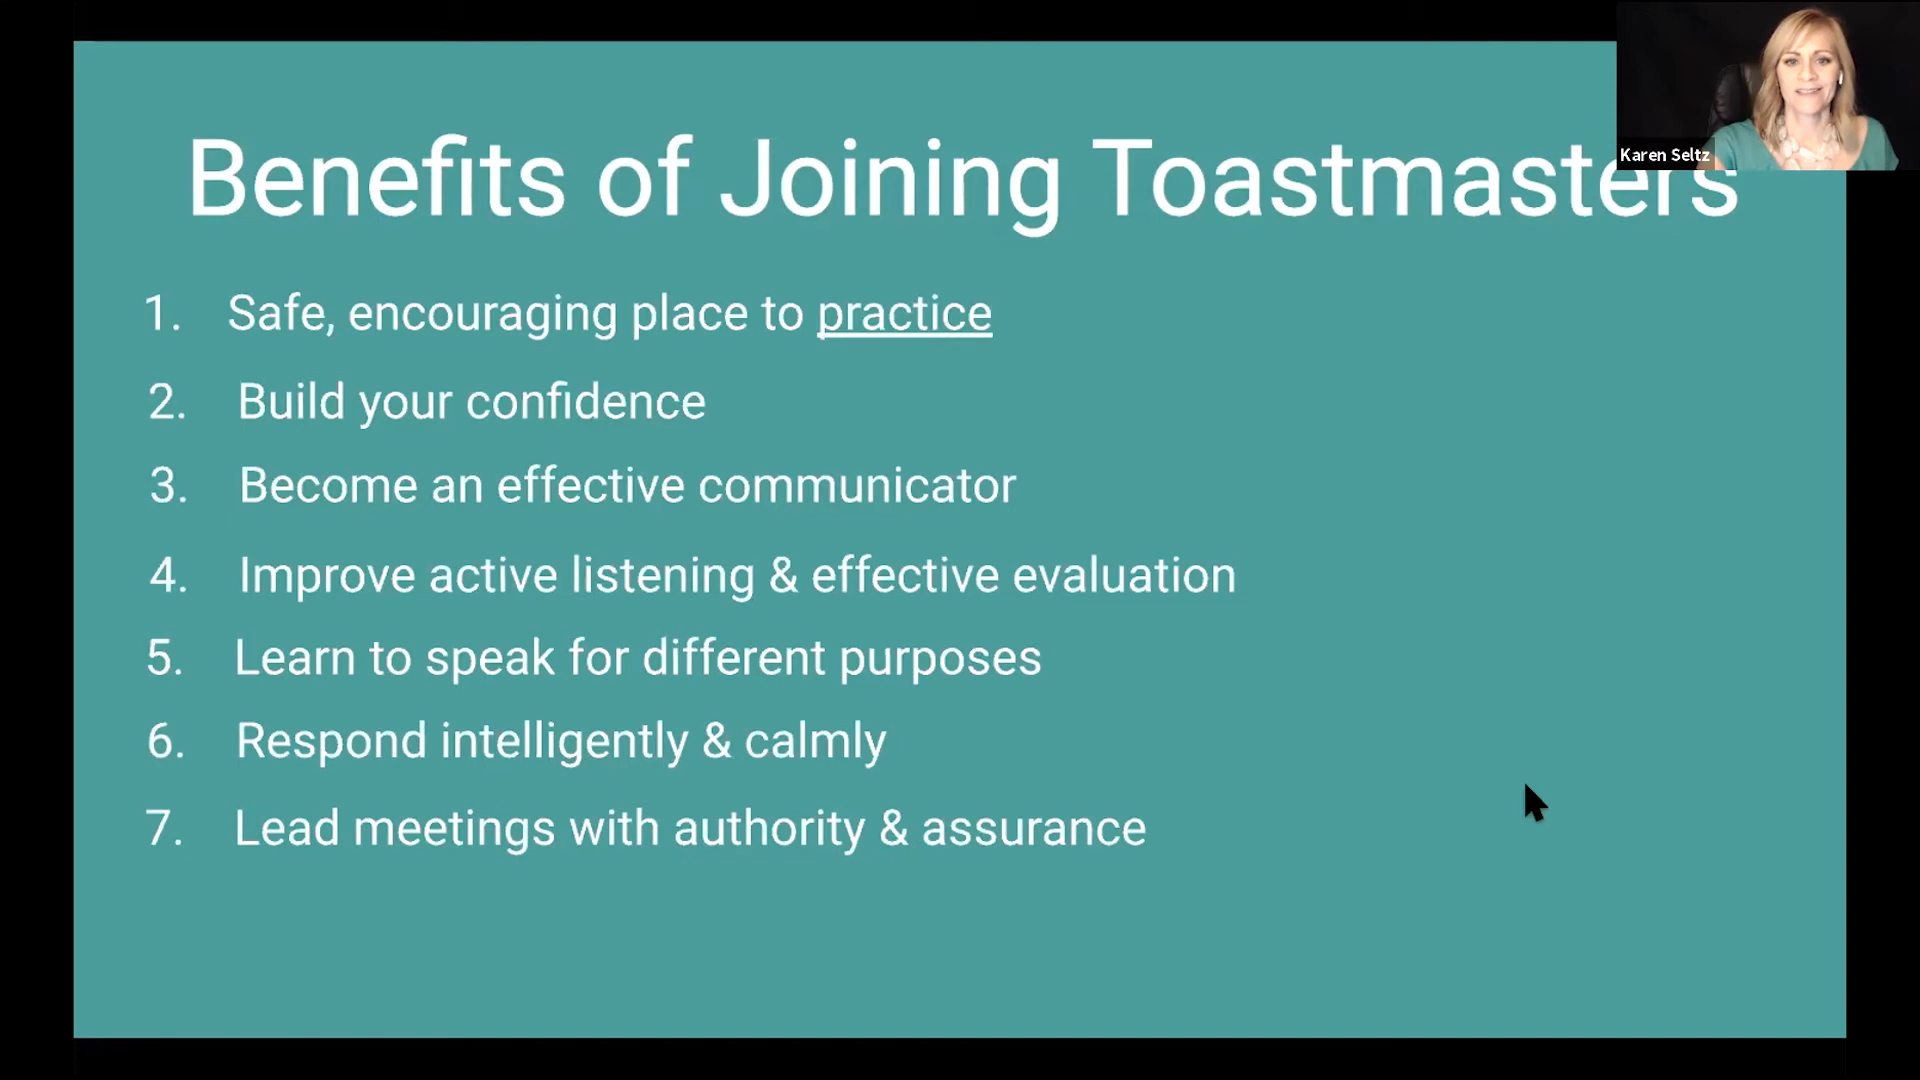 Benefits of Joining Toastmasters
Karen Seltz
1. Safe, encouraging place to practice
2. Build your confidence
3. Become an effective communicator
4. Improve active listening & effective evaluation
5. Learn to speak for different purposes
6. Respond intelligently & calmly
7. Lead meetings with authority & assurance